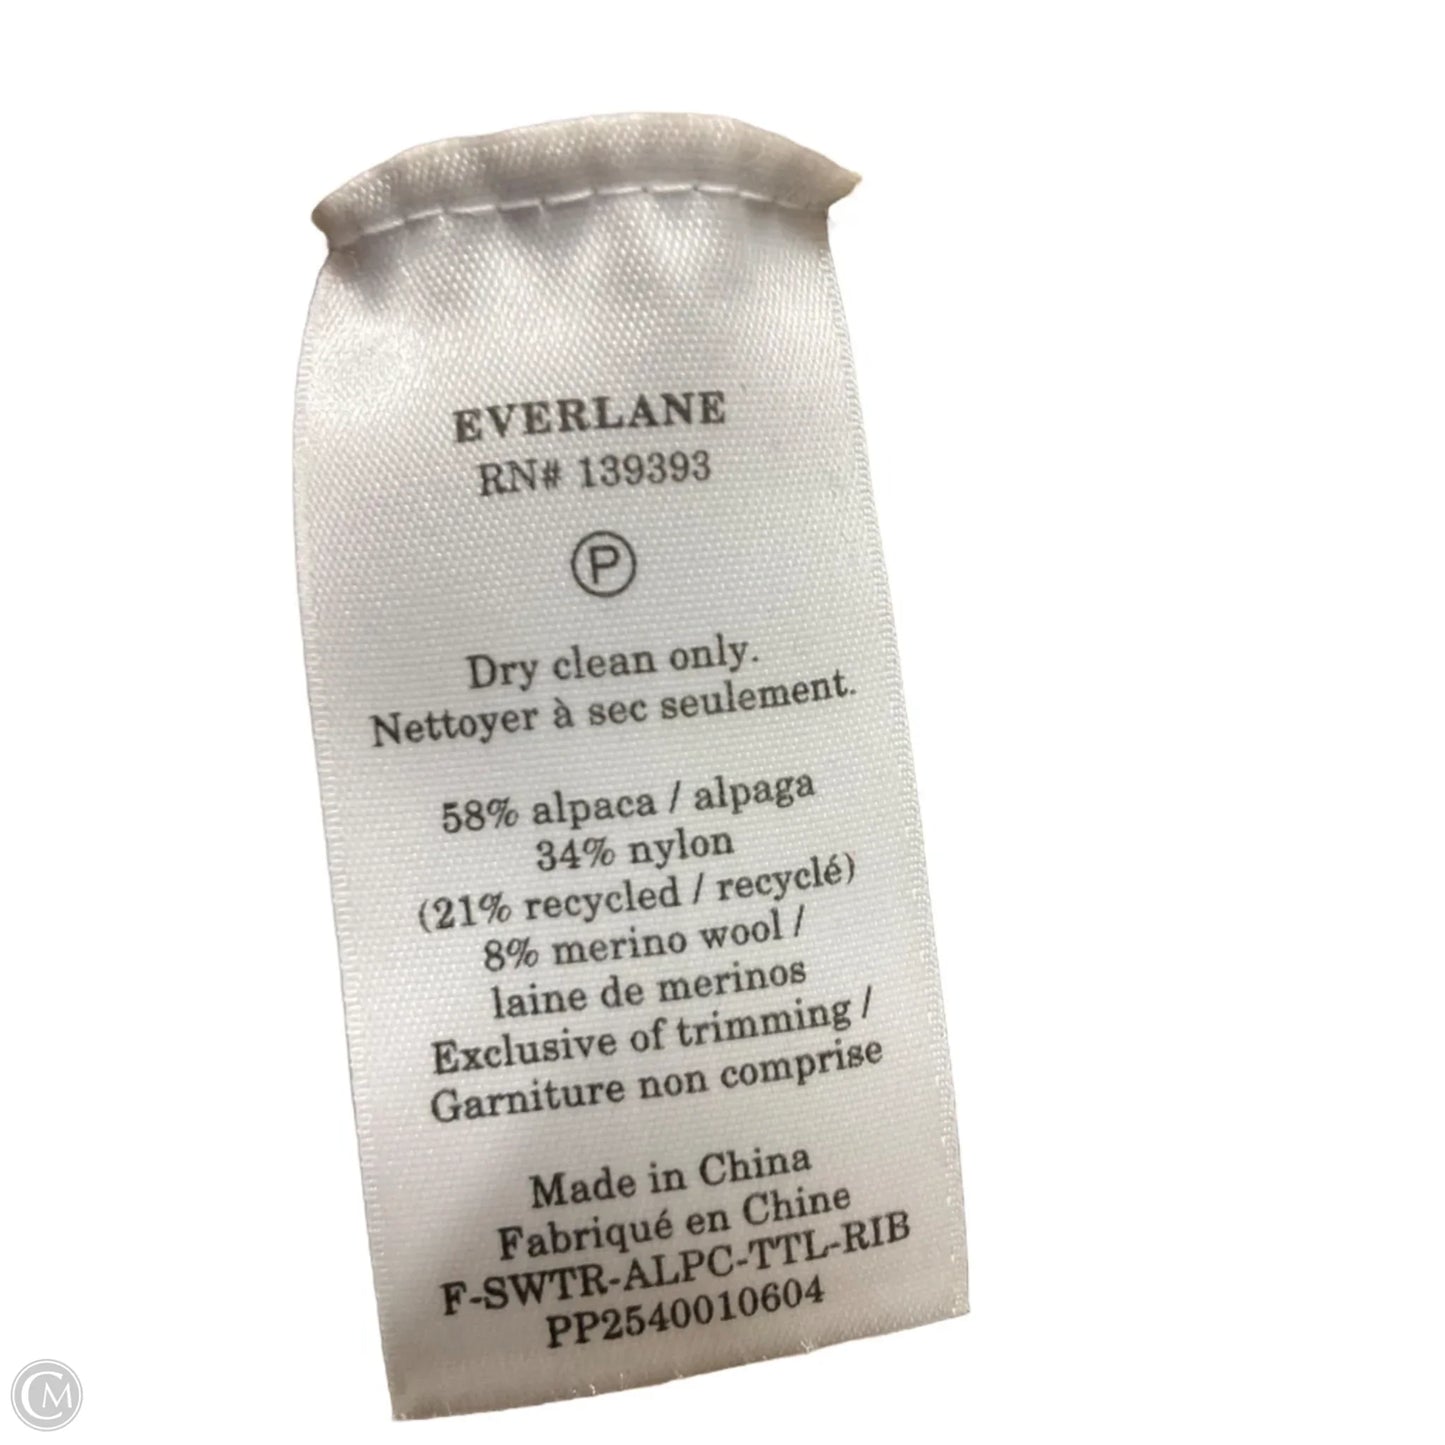 EVERLANE
RN# 139393
P
Dry clean only.
Nettoyer à sec seulement.
58% alpaca / alpaga
34% nylon
(21% recycled / recyclé)
8% merino wool /
laine de merinos
Exclusive of trimming /
Garniture non comprise
Made in China
Fabriqué en Chine
F-SWTR-ALPC-TTL-RIB
PP2540010604
CM